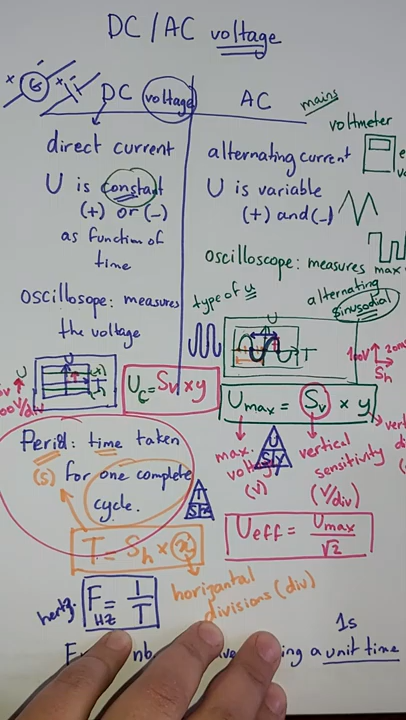 DC / AC voltage
DC voltage
AC
mains
voltmeter
direct current
alternating current
U is constant
U is variable
(+) or (-)
(+) and (-)
as function of
time
oscilloscope: measures max
oscillosope: measures
the voltage
type of u
alternating
sinusodial
U
T
Sh
UG = Sv x y
Umax = Sv x y
max.
voltage
(V)
U
S y
vertical
sensitivity
(V/div)
Period: time taken
(s) for one complete
cycle.
T
S x
T = Sh x x
Ueff = Umax
√2
horizantal
divisions (div)
hertz
F = 1
HZ T
1s
a unit time